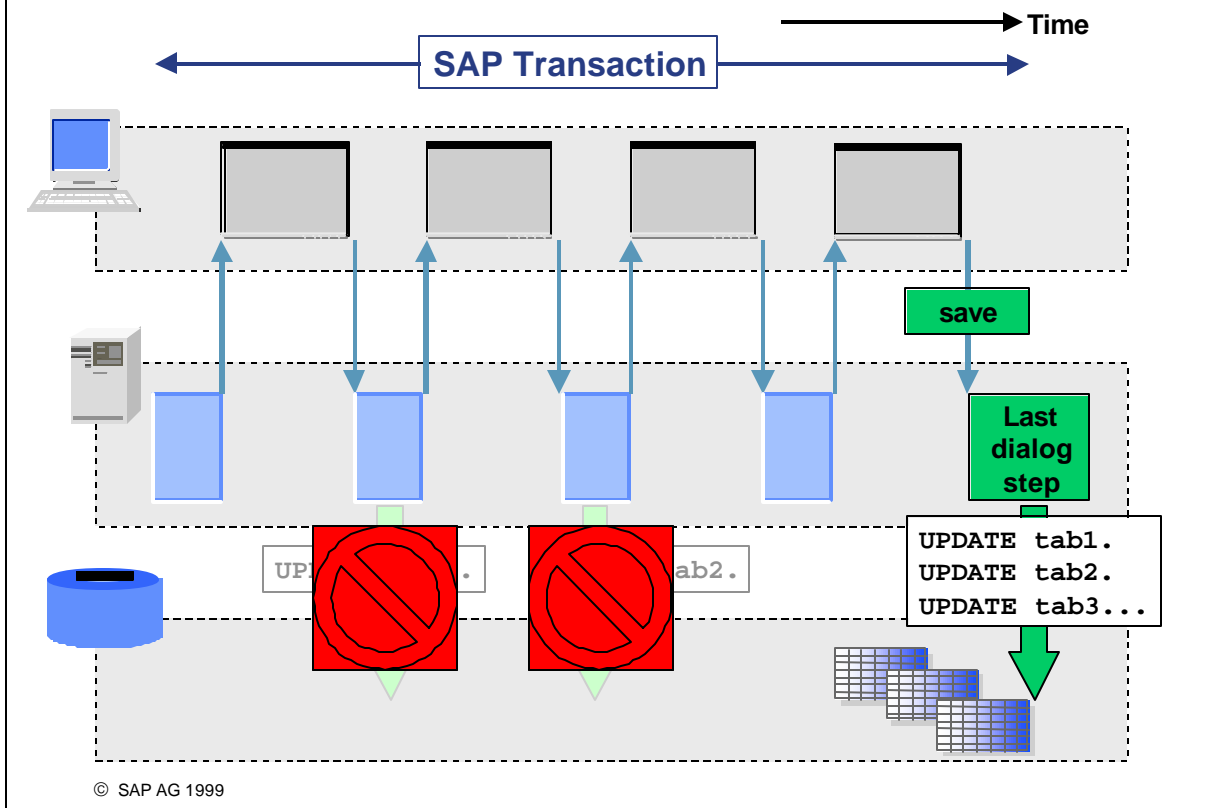 Time
SAP Transaction
save
Last
dialog
step
UPDATE tab1.
UPDATE tab2.
UPDATE tab3...
ab2.
© SAP AG 1999